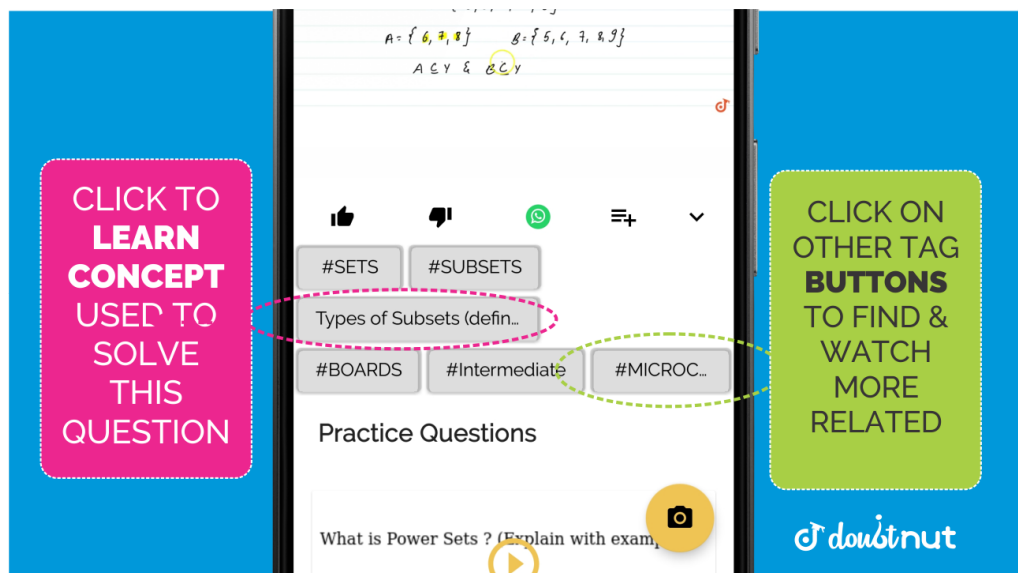 A = { 6, 7, 8} B = { 5, 6, 7, 8, 9}
A ⊆ Y & B ⊆ Y
CLICK TO
LEARN
CONCEPT
USED TO
SOLVE
THIS
QUESTION
#SETS #SUBSETS
Types of Subsets (defin...
#BOARDS #Intermediate #MICROC...
Practice Questions
What is Power Sets ? (Explain with exam
CLICK ON
OTHER TAG
BUTTONS
TO FIND &
WATCH
MORE
RELATED
doubtnut